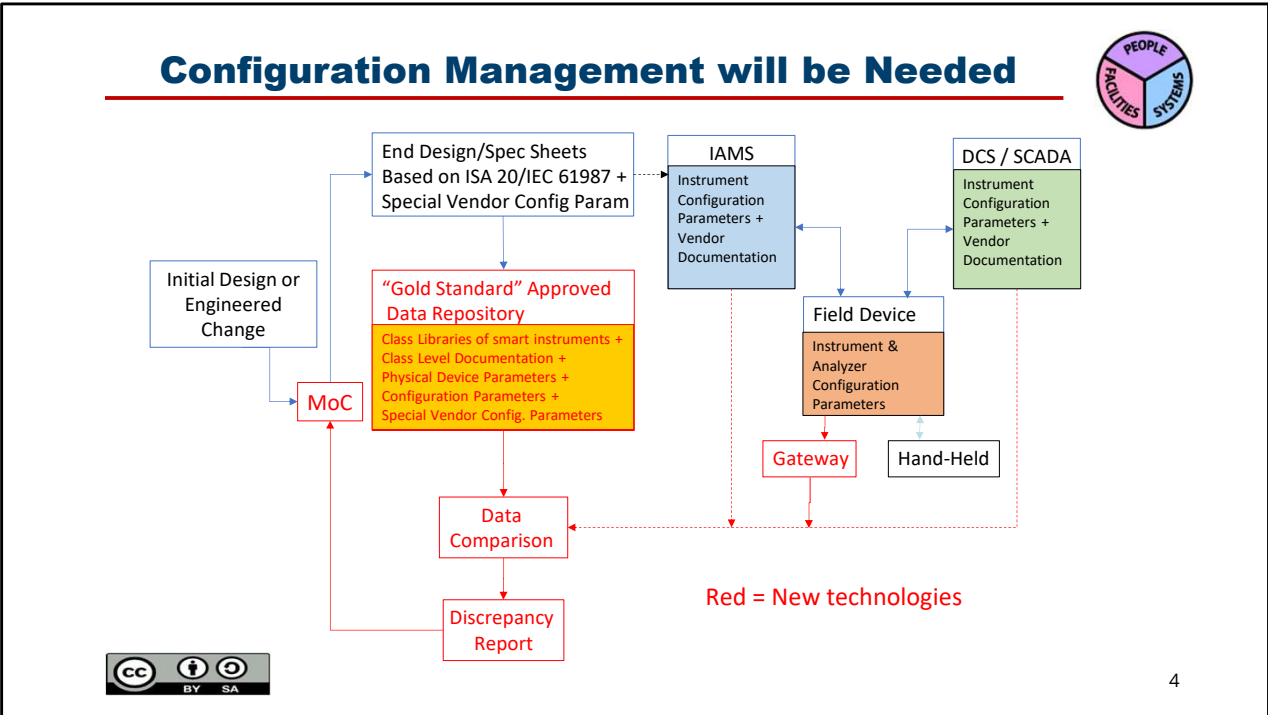 Configuration Management will be Needed
PEOPLE
FACILITIES
SYSTEMS
End Design/Spec Sheets
Based on ISA 20/IEC 61987 +
Special Vendor Config Param
IAMS
Instrument
Configuration
Parameters +
Vendor
Documentation
DCS / SCADA
Instrument
Configuration
Parameters +
Vendor
Documentation
Initial Design or
Engineered
Change
“Gold Standard” Approved
Data Repository
Class Libraries of smart instruments +
Class Level Documentation +
Physical Device Parameters +
Configuration Parameters +
Special Vendor Config. Parameters
Field Device
Instrument &
Analyzer
Configuration
Parameters
MoC
Gateway
Hand-Held
Data
Comparison
Red = New technologies
Discrepancy
Report
cc
BY SA
4